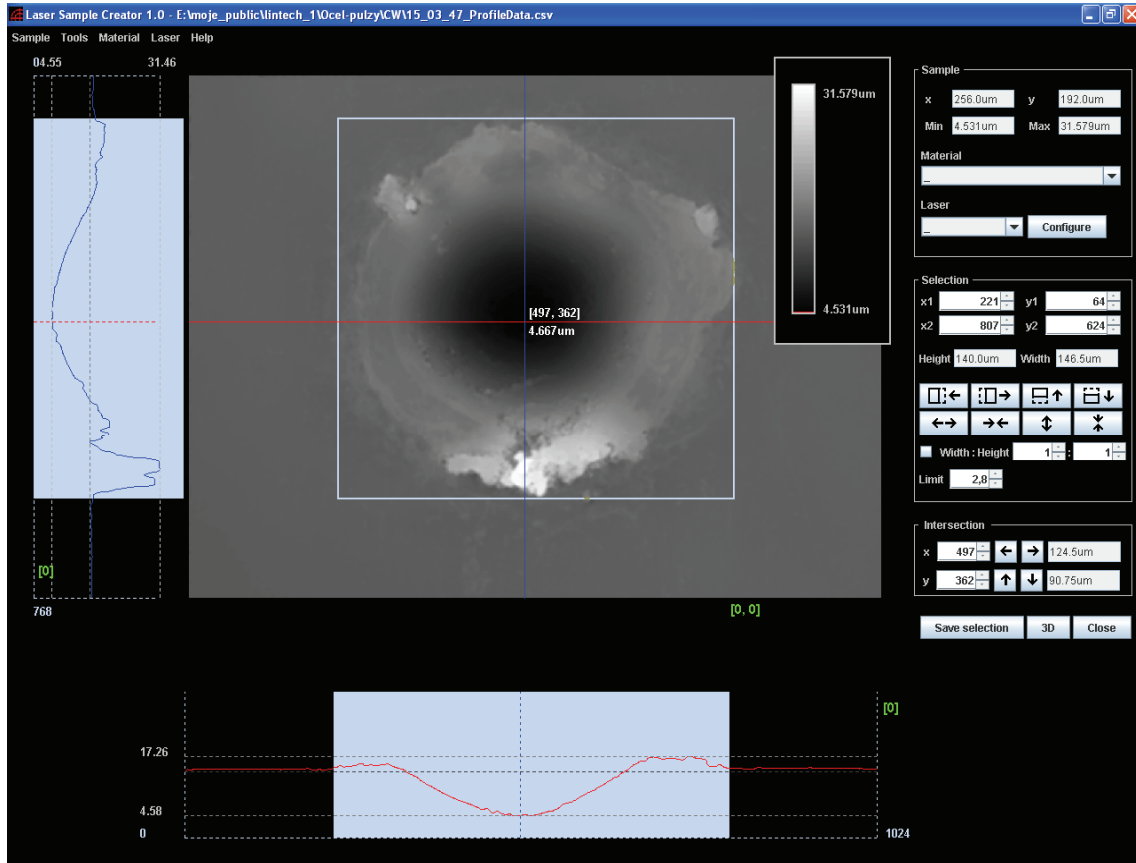 Laser Sample Creator 1.0 - E:\moje_public\lintech_1\Ocel-pulzy\CW\15_03_47_ProfileData.csv
Sample Tools Material Laser Help
04.55 31.46
31.579um
4.531um
[497, 362]
4.667um
[0]
768
[0, 0]
[0]
17.26
4.58
0
1024
Sample
x 256.0um y 192.0um
Min 4.531um Max 31.579um
Material
_
Laser
_ Configure
Selection
x1 221 y1 64
x2 807 y2 624
Height 140.0um Width 146.5um
Width : Height 1 : 1
Limit 2,8
Intersection
x 497 124.5um
y 362 90.75um
Save selection 3D Close